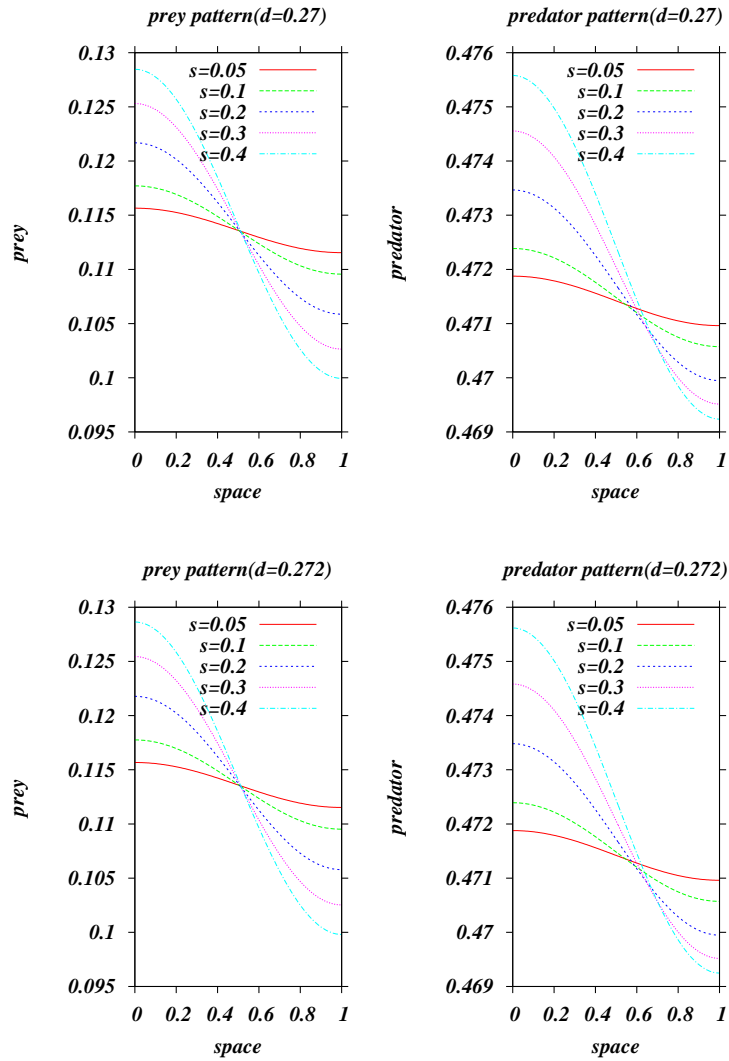 prey pattern(d=0.27)
0.13
0.125
0.12
0.115
0.11
0.105
0.1
0.095
prey
s=0.05
s=0.1
s=0.2
s=0.3
s=0.4
0 0.2 0.4 0.6 0.8 1
space
predator pattern(d=0.27)
0.476
0.475
0.474
0.473
0.472
0.471
0.47
0.469
predator
s=0.05
s=0.1
s=0.2
s=0.3
s=0.4
0 0.2 0.4 0.6 0.8 1
space
prey pattern(d=0.272)
0.13
0.125
0.12
0.115
0.11
0.105
0.1
0.095
prey
s=0.05
s=0.1
s=0.2
s=0.3
s=0.4
0 0.2 0.4 0.6 0.8 1
space
predator pattern(d=0.272)
0.476
0.475
0.474
0.473
0.472
0.471
0.47
0.469
predator
s=0.05
s=0.1
s=0.2
s=0.3
s=0.4
0 0.2 0.4 0.6 0.8 1
space